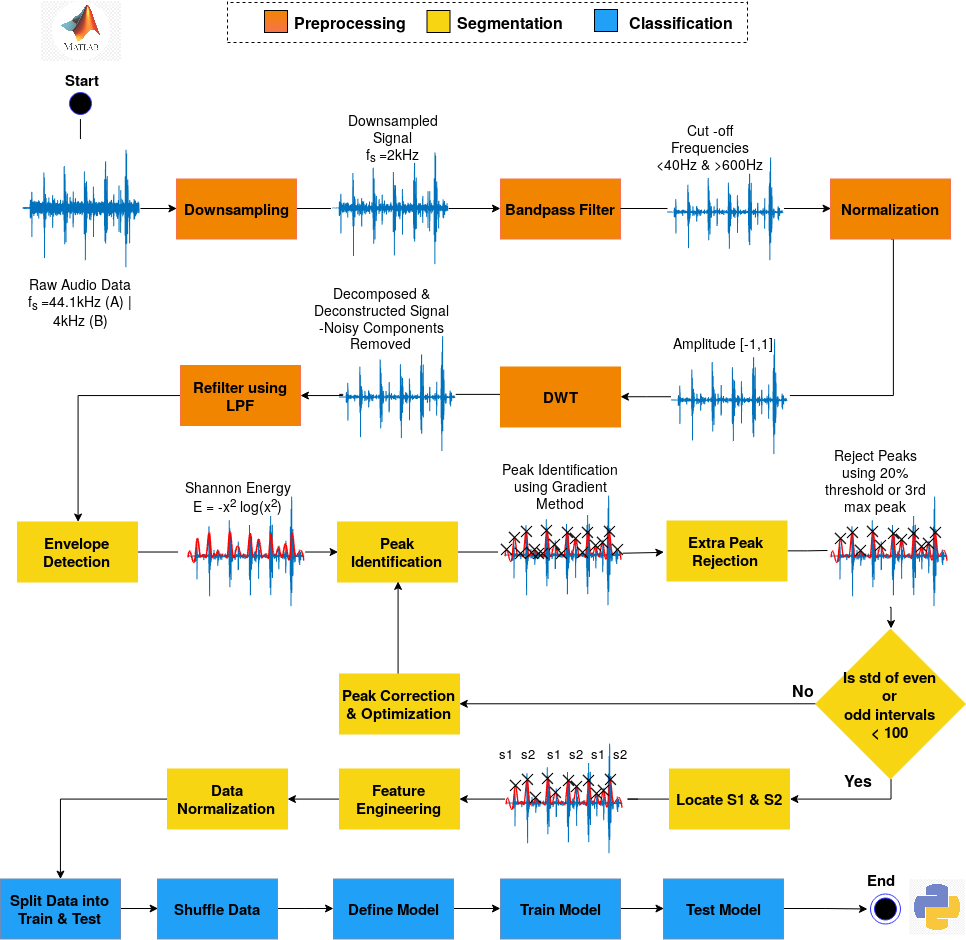 Preprocessing
Segmentation
Classification
MATLAB
Start
Downsampled
Signal
fs =2kHz
Cut -off
Frequencies
<40Hz & >600Hz
Downsampling
Bandpass Filter
Normalization
Raw Audio Data
fs =44.1kHz (A) |
4kHz (B)
Decomposed &
Deconstructed Signal
-Noisy Components
Removed
Amplitude [-1,1]
Refilter using
LPF
DWT
Shannon Energy
E = -x² log(x²)
Peak Identification
using Gradient
Method
Reject Peaks
using 20%
threshold or 3rd
max peak
Envelope
Detection
Peak
Identification
Extra Peak
Rejection
Is std of even
or
odd intervals
< 100
No
Peak Correction
& Optimization
Yes
s1 s2 s1 s2 s1 s2
Data
Normalization
Feature
Engineering
Locate S1 & S2
Split Data into
Train & Test
Shuffle Data
Define Model
Train Model
Test Model
End